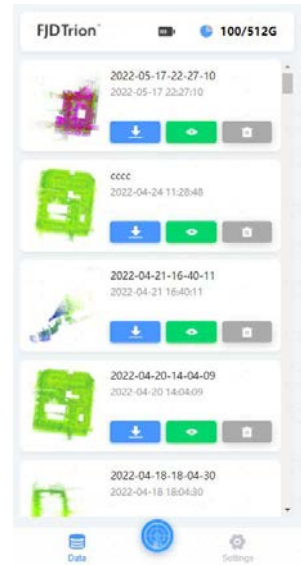 FJDTrion
100/512G
2022-05-17-22-27-10
2022-05-17 22:27:10
cccc
2022-04-24 11:28:48
2022-04-21-16-40-11
2022-04-21 16:40:11
2022-04-20-14-04-09
2022-04-20 14:04:09
2022-04-18-18-04-30
2022-04-18 18:04:30
Data
Settings